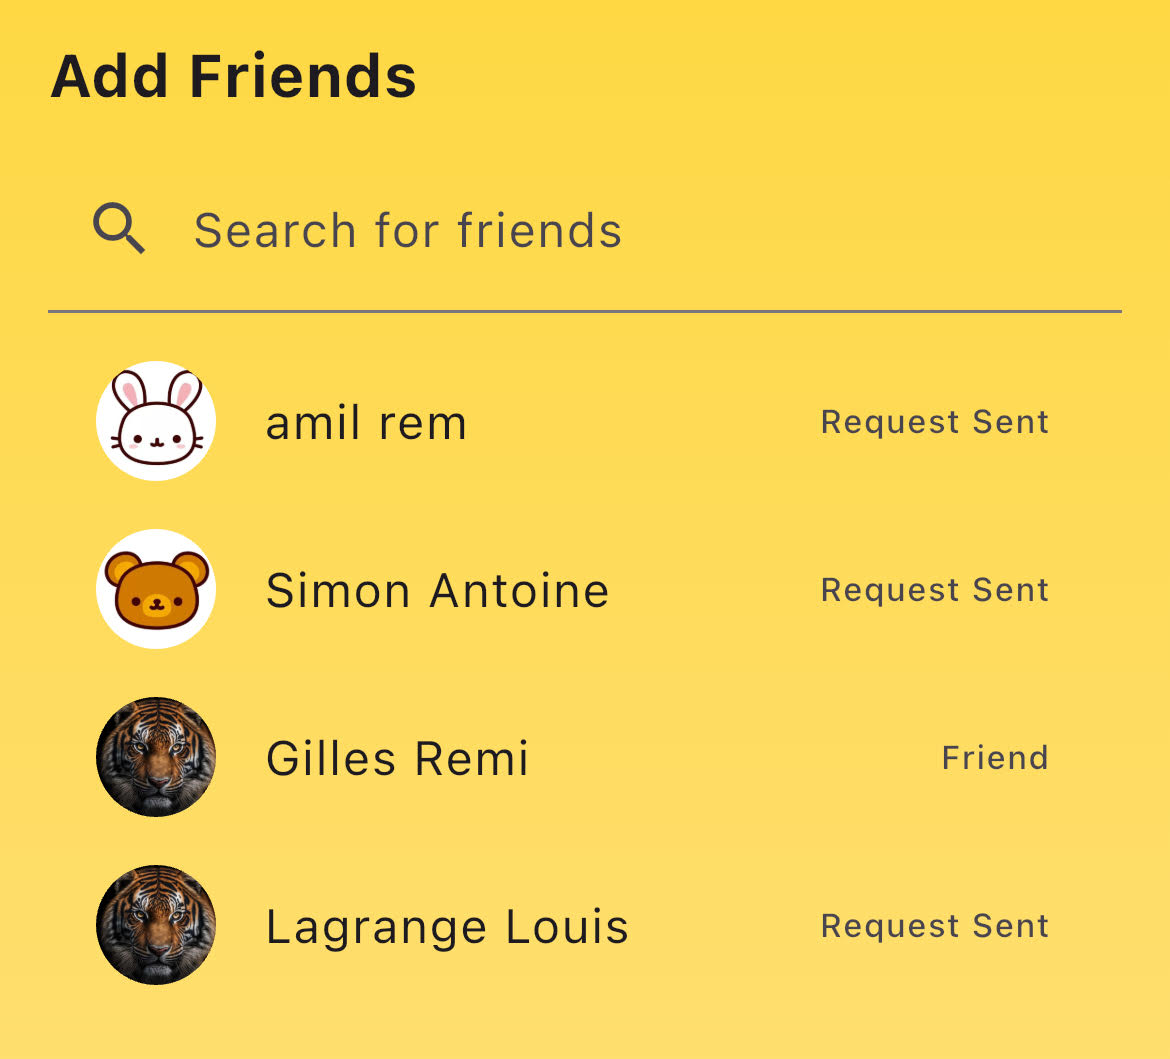 Add Friends
Search for friends
amil rem Request Sent
Simon Antoine Request Sent
Gilles Remi Friend
Lagrange Louis Request Sent